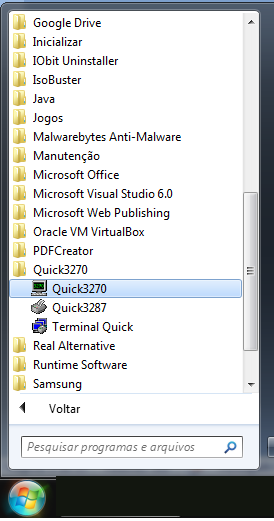 Google Drive
Inicializar
IObit Uninstaller
IsoBuster
Java
Jogos
Malwarebytes Anti-Malware
Manutenção
Microsoft Office
Microsoft Visual Studio 6.0
Microsoft Web Publishing
Oracle VM VirtualBox
PDFCreator
Quick3270
Quick3270
Quick3287
Terminal Quick
Real Alternative
Runtime Software
Samsung
Voltar
Pesquisar programas e arquivos